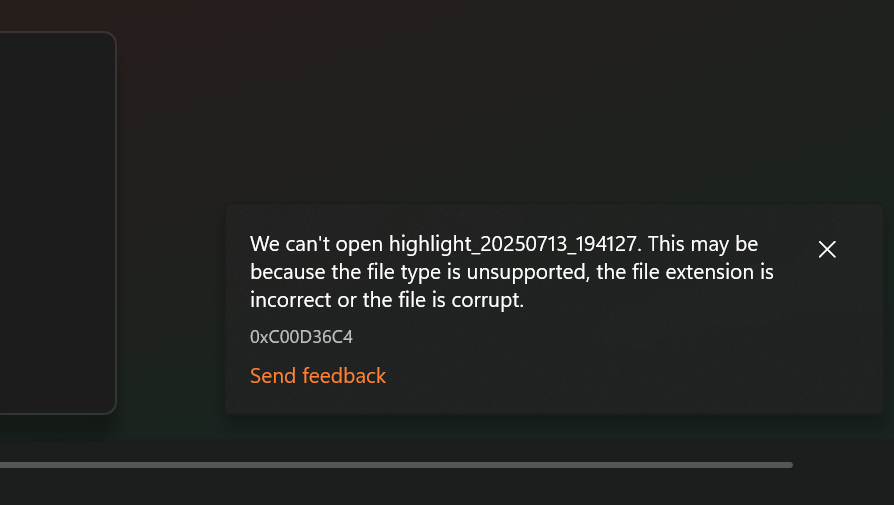 We can't open highlight_20250713_194127. This may be
because the file type is unsupported, the file extension is
incorrect or the file is corrupt.
0xC00D36C4
Send feedback